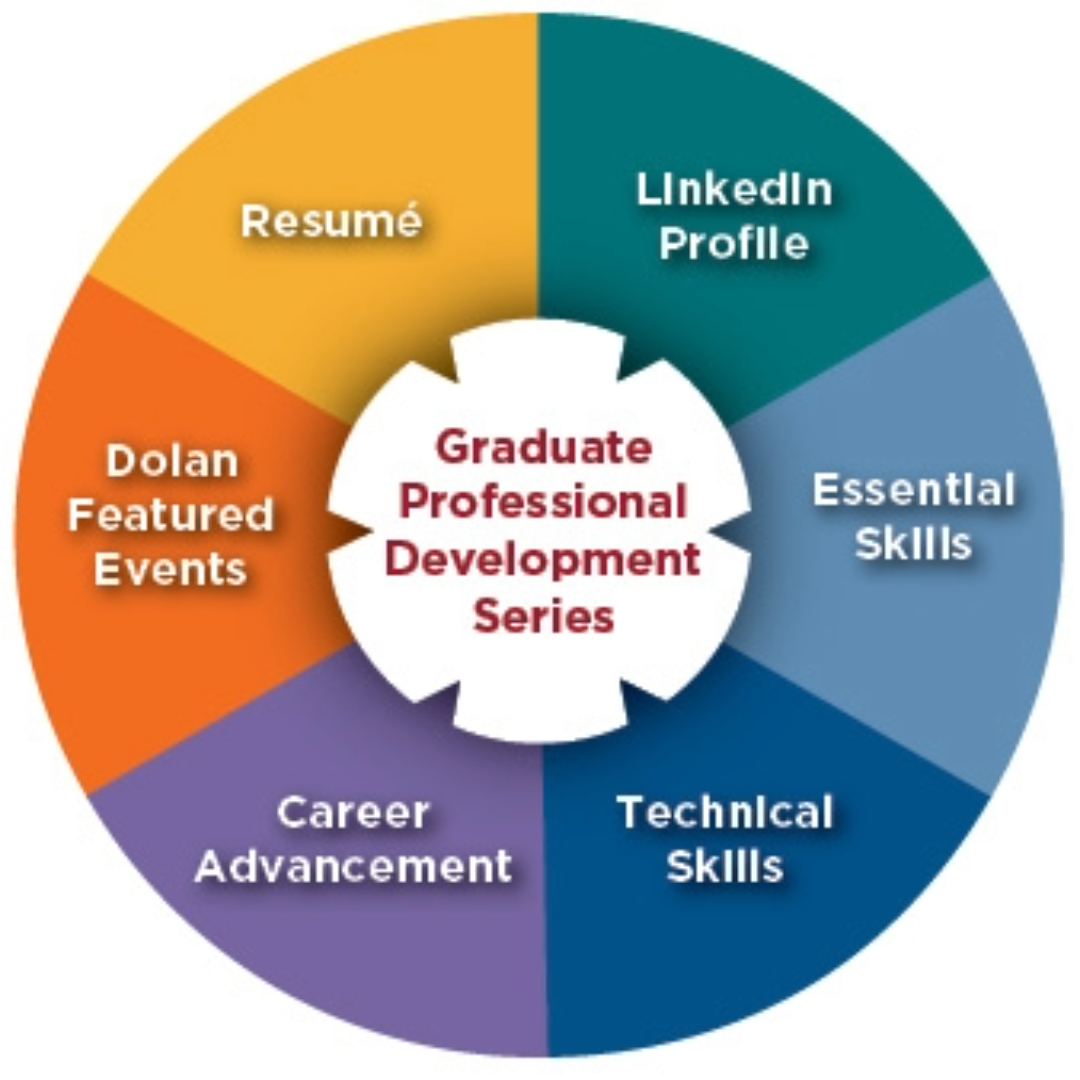 Resumé
LinkedIn
Profile
Essential
Skills
Technical
Skills
Career
Advancement
Dolan
Featured
Events
Graduate
Professional
Development
Series